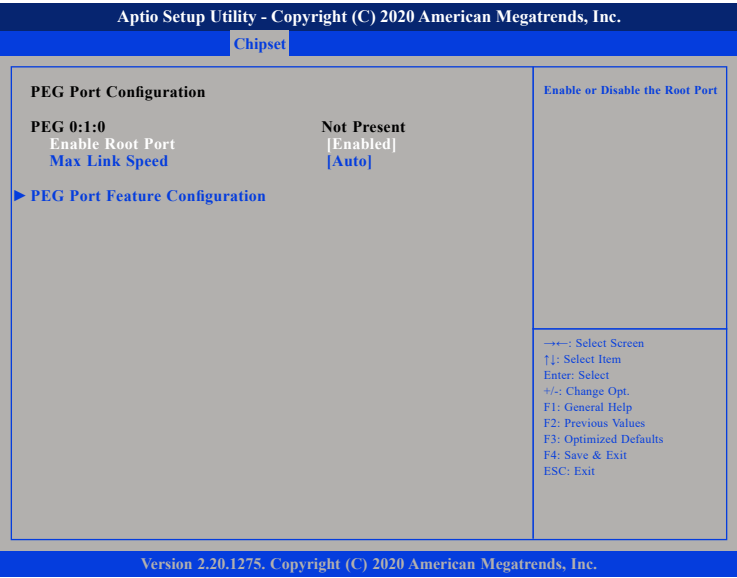 Aptio Setup Utility - Copyright (C) 2020 American Megatrends, Inc.
Chipset
PEG Port Configuration
PEG 0:1:0 Not Present
Enable Root Port [Enabled]
Max Link Speed [Auto]
► PEG Port Feature Configuration
Enable or Disable the Root Port
→←: Select Screen
↑↓: Select Item
Enter: Select
+/-: Change Opt.
F1: General Help
F2: Previous Values
F3: Optimized Defaults
F4: Save & Exit
ESC: Exit
Version 2.20.1275. Copyright (C) 2020 American Megatrends, Inc.